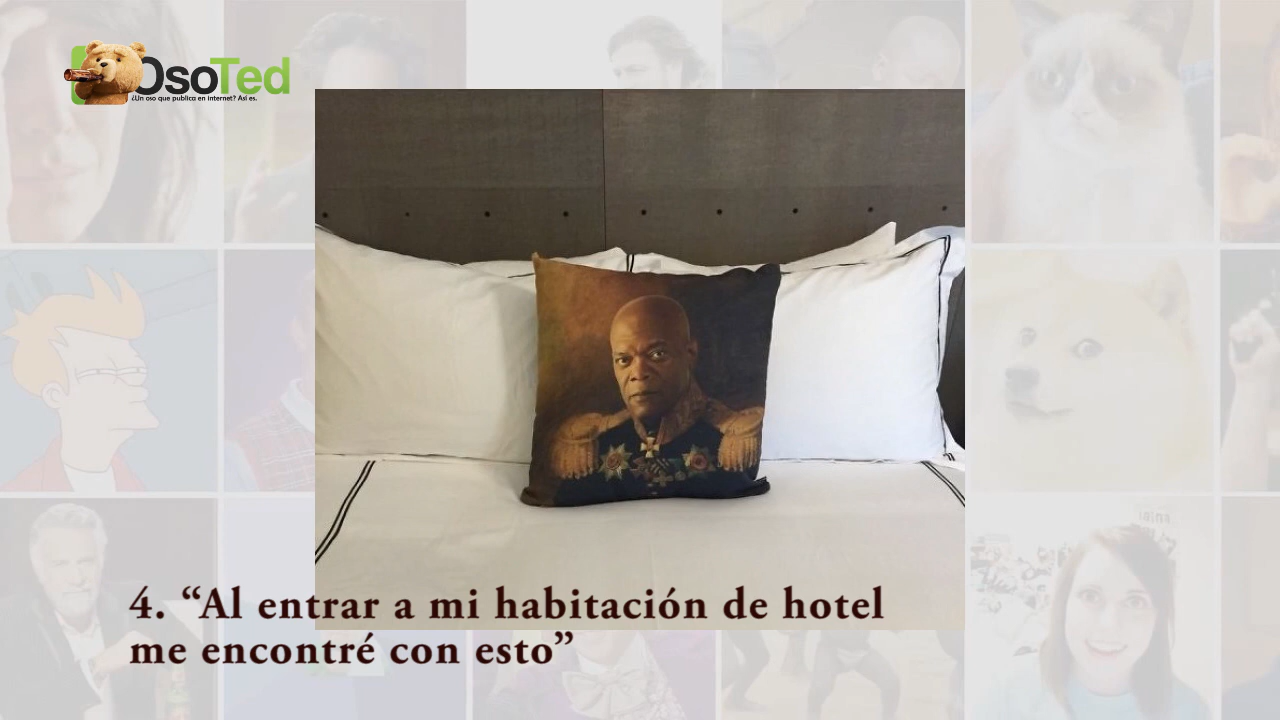 OsoTed
¿Un oso que publica en internet? Así es.
4. “Al entrar a mi habitación de hotel
me encontré con esto”